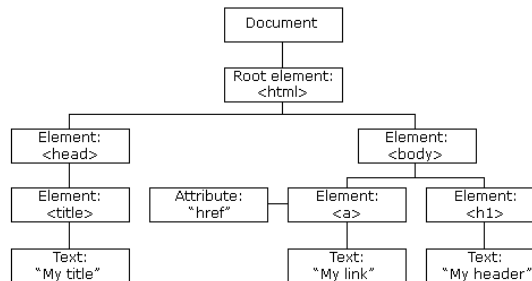 Document
Root element:
<html>
Element:
<head>
Element:
<body>
Element:
<title>
Attribute:
"href"
Element:
<a>
Element:
<h1>
Text:
"My title"
Text:
"My link"
Text:
"My header"